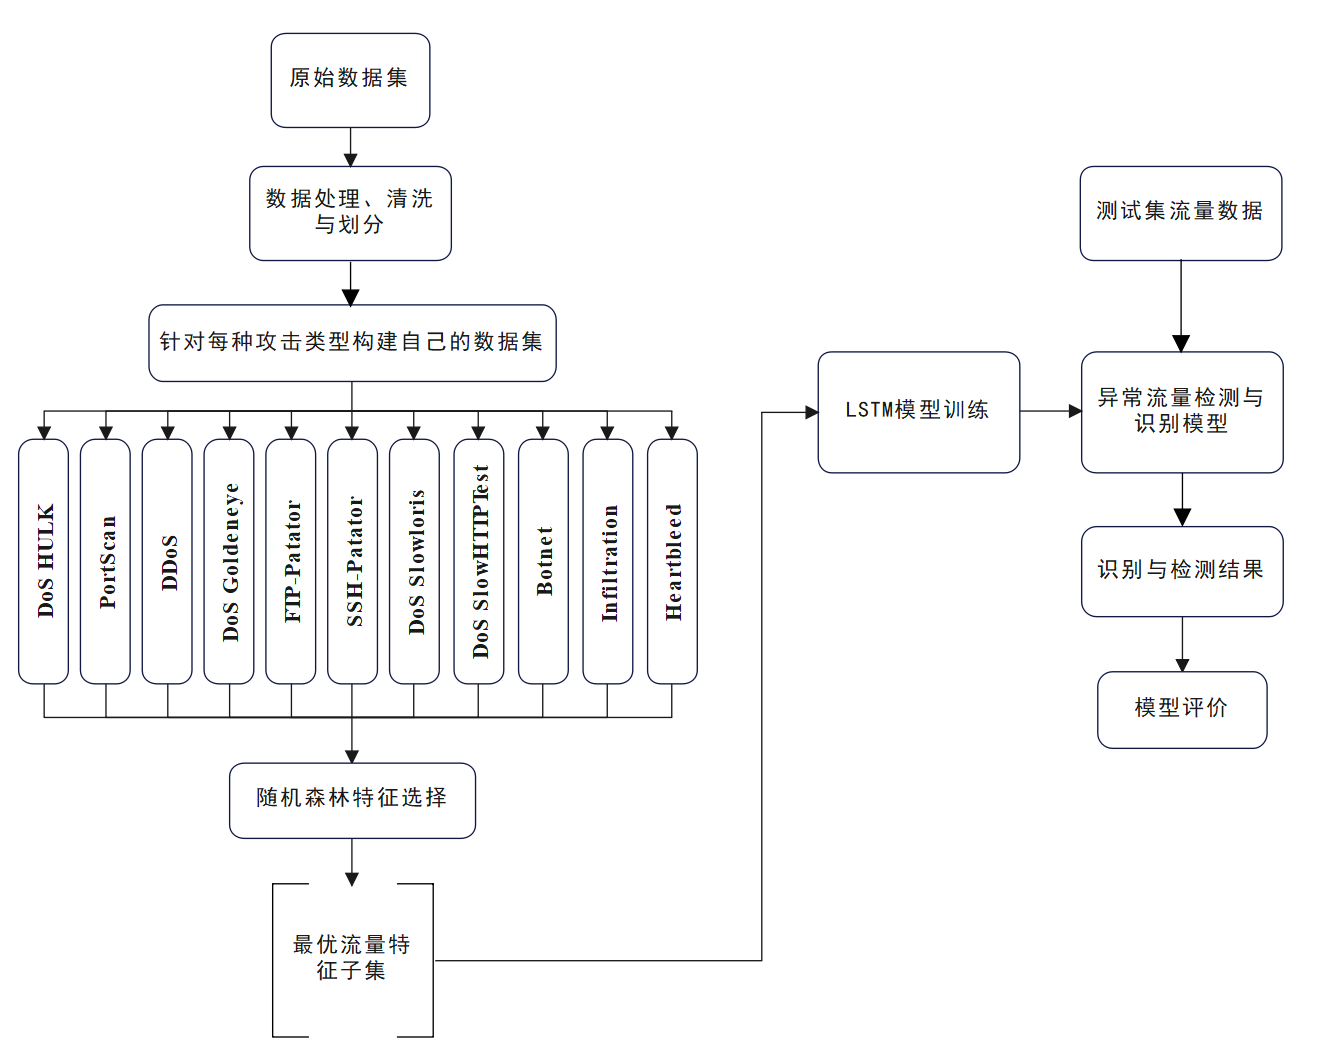 原始数据集
数据处理、清洗
与划分
针对每种攻击类型构建自己的数据集
DoS HULK
PortScan
DDoS
DoS Goldeneye
FTP-Patator
SSH-Patator
DoS Slowloris
DoS SlowHTTPTest
Botnet
Infiltration
Heartbleed
随机森林特征选择
最优流量特
征子集
LSTM模型训练
测试集流量数据
异常流量检测与
识别模型
识别与检测结果
模型评价